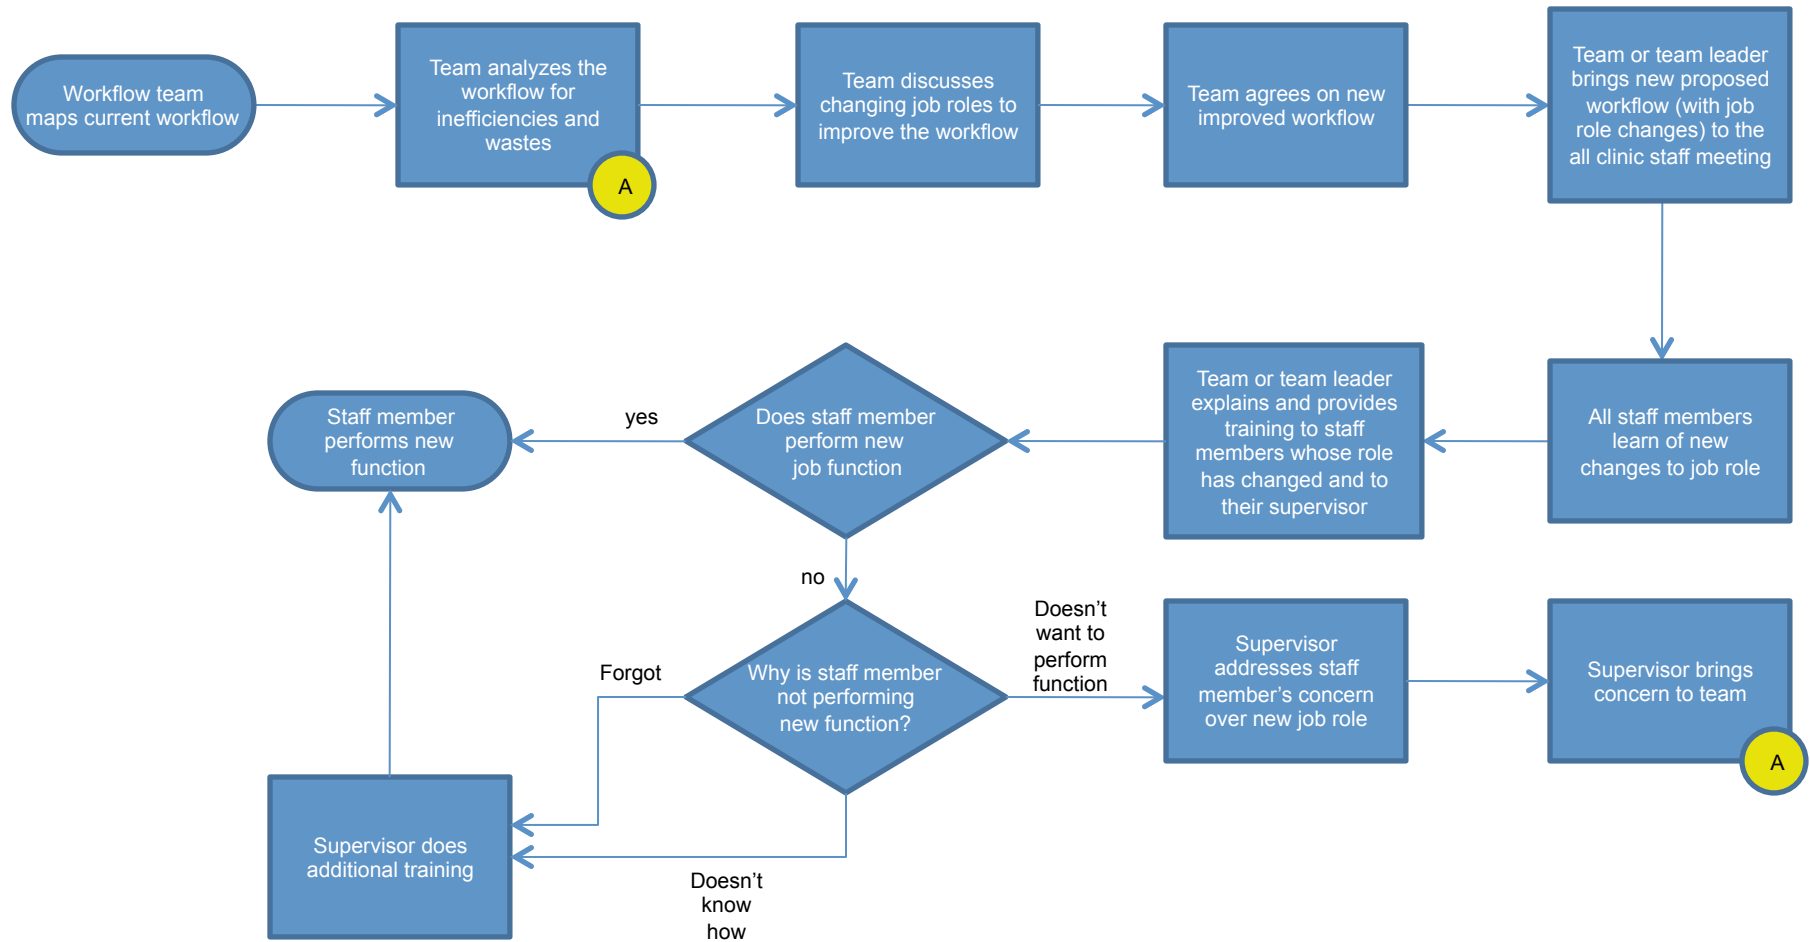 Workflow team
maps current workflow
Team analyzes the
workflow for
inefficiencies and
wastes
A
Team discusses
changing job roles to
improve the workflow
Team agrees on new
improved workflow
Team or team leader
brings new proposed
workflow (with job
role changes) to the
all clinic staff meeting
All staff members
learn of new
changes to job role
Team or team leader
explains and provides
training to staff
members whose role
has changed and to
their supervisor
Does staff member
perform new
job function
yes
Staff member
performs new
function
no
Why is staff member
not performing
new function?
Doesn’t
want to
perform
function
Supervisor
addresses staff
member’s concern
over new job role
Supervisor brings
concern to team
A
Forgot
Doesn’t
know
how
Supervisor does
additional training